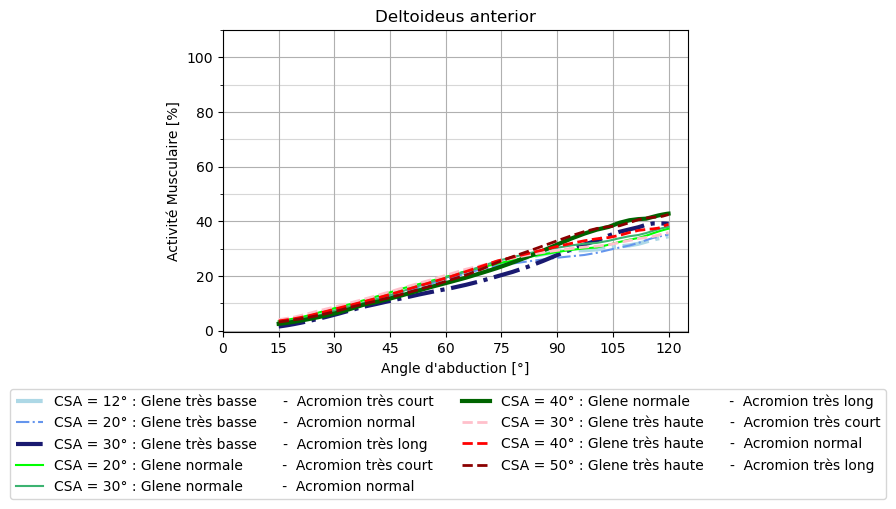 Deltoideus anterior
Activité Musculaire [%]
100
80
60
40
20
0
0 15 30 45 60 75 90 105 120
Angle d'abduction [°]
CSA = 12° : Glene très basse - Acromion très court
CSA = 20° : Glene très basse - Acromion normal
CSA = 30° : Glene très basse - Acromion très long
CSA = 20° : Glene normale - Acromion très court
CSA = 30° : Glene normale - Acromion normal
CSA = 40° : Glene normale - Acromion très long
CSA = 30° : Glene très haute - Acromion très court
CSA = 40° : Glene très haute - Acromion normal
CSA = 50° : Glene très haute - Acromion très long